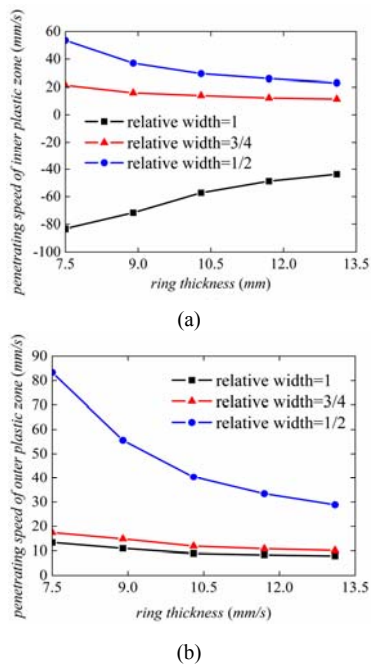 penetrating speed of inner plastic zone (mm/s)
60
40
20
0
-20
-40
-60
-80
-100
relative width=1
relative width=3/4
relative width=1/2
7.5 9.0 10.5 12.0 13.5
ring thickness (mm)
(a)
penetrating speed of outer plastic zone (mm/s)
90
80
70
60
50
40
30
20
10
0
relative width=1
relative width=3/4
relative width=1/2
7.5 9.0 10.5 12.0 13.5
ring thickness (mm/s)
(b)